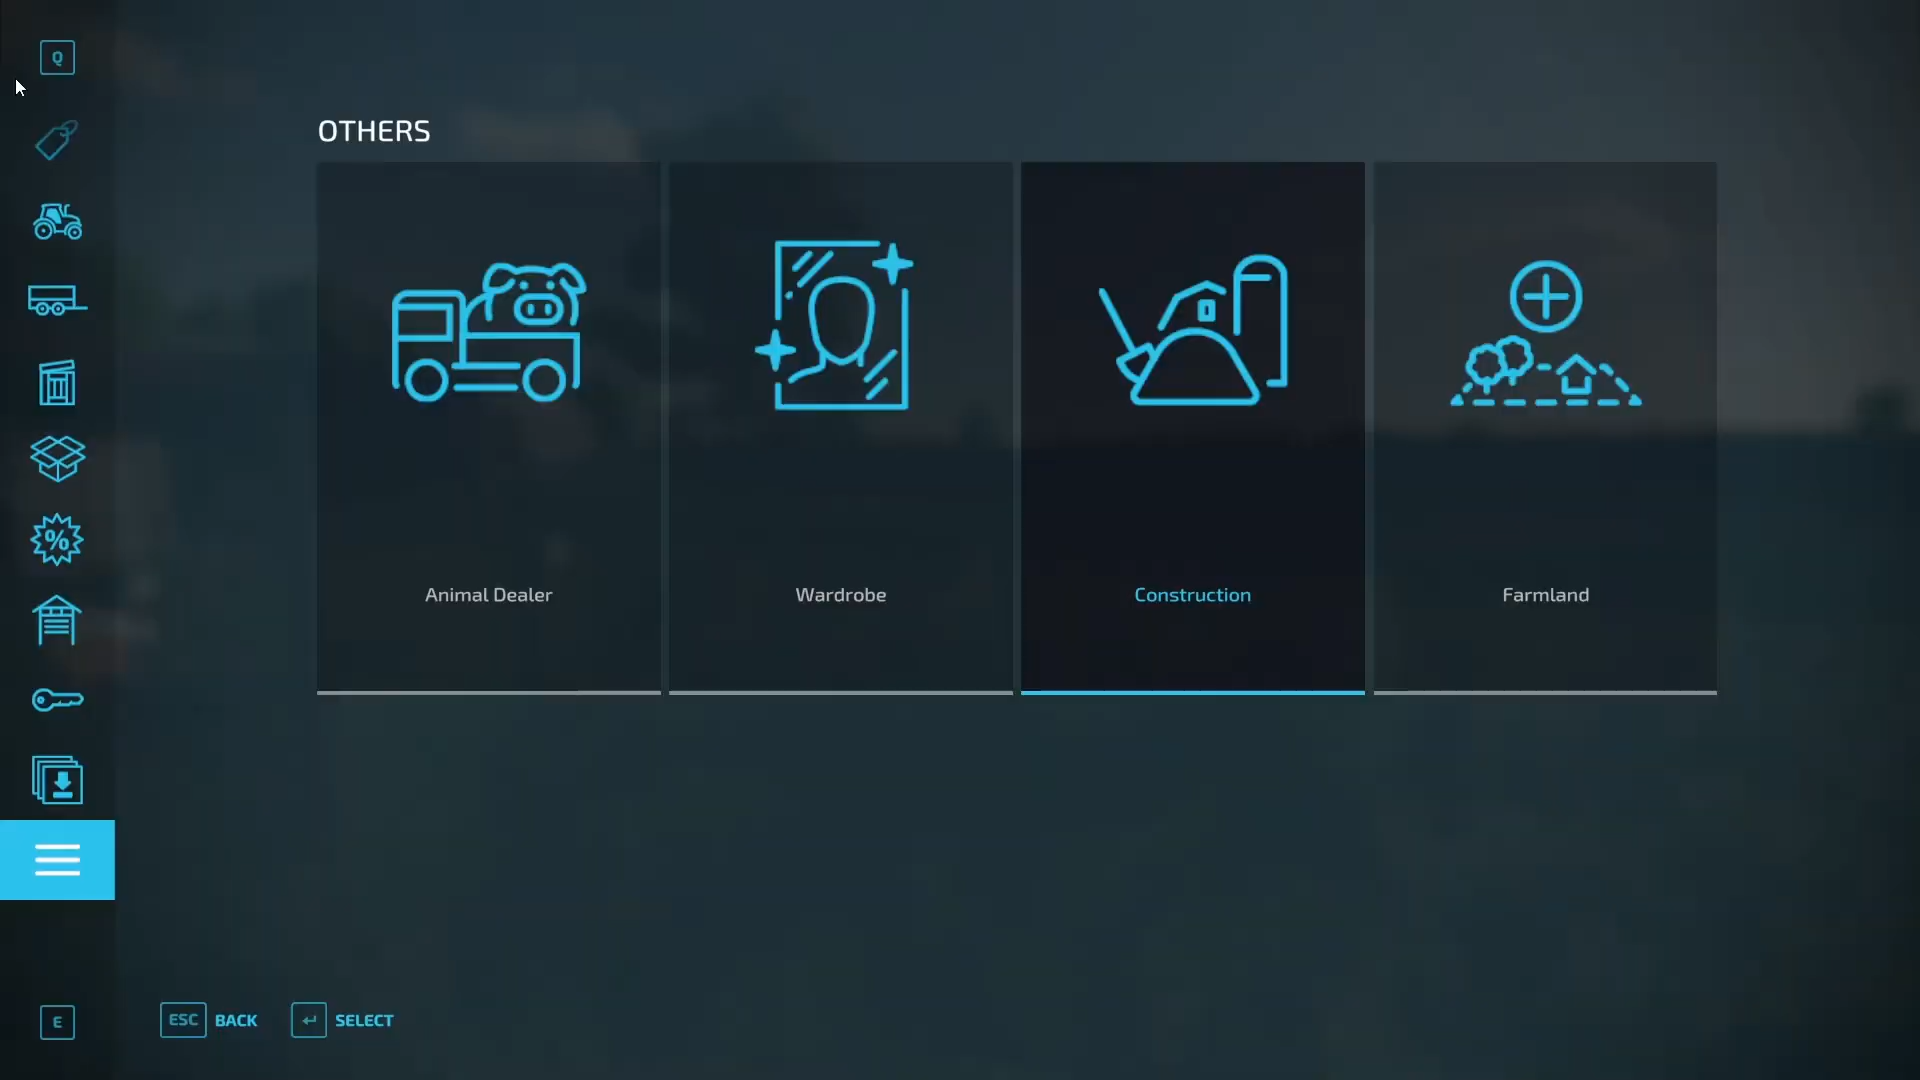 Q
OTHERS
%
Animal Dealer
Wardrobe
Construction
Farmland
E
ESC BACK
↵ SELECT